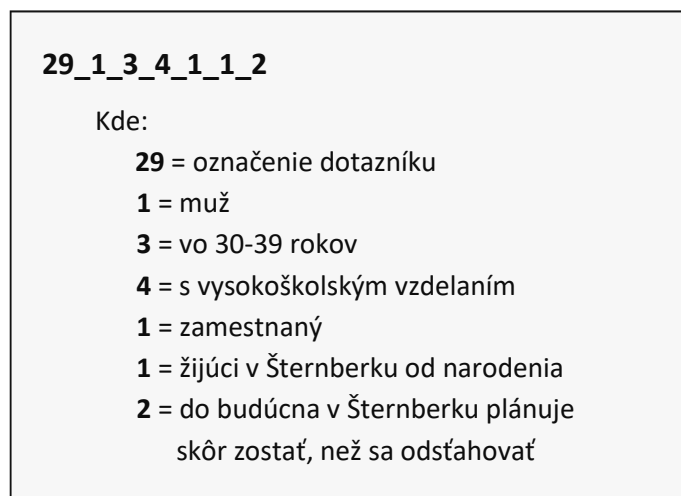 29_1_3_4_1_1_2
Kde:
29 = označenie dotazníku
1 = muž
3 = vo 30-39 rokov
4 = s vysokoškolským vzdelaním
1 = zamestnaný
1 = žijúci v Šternberku od narodenia
2 = do budúcna v Šternberku plánuje
skôr zostať, než sa odsťahovať